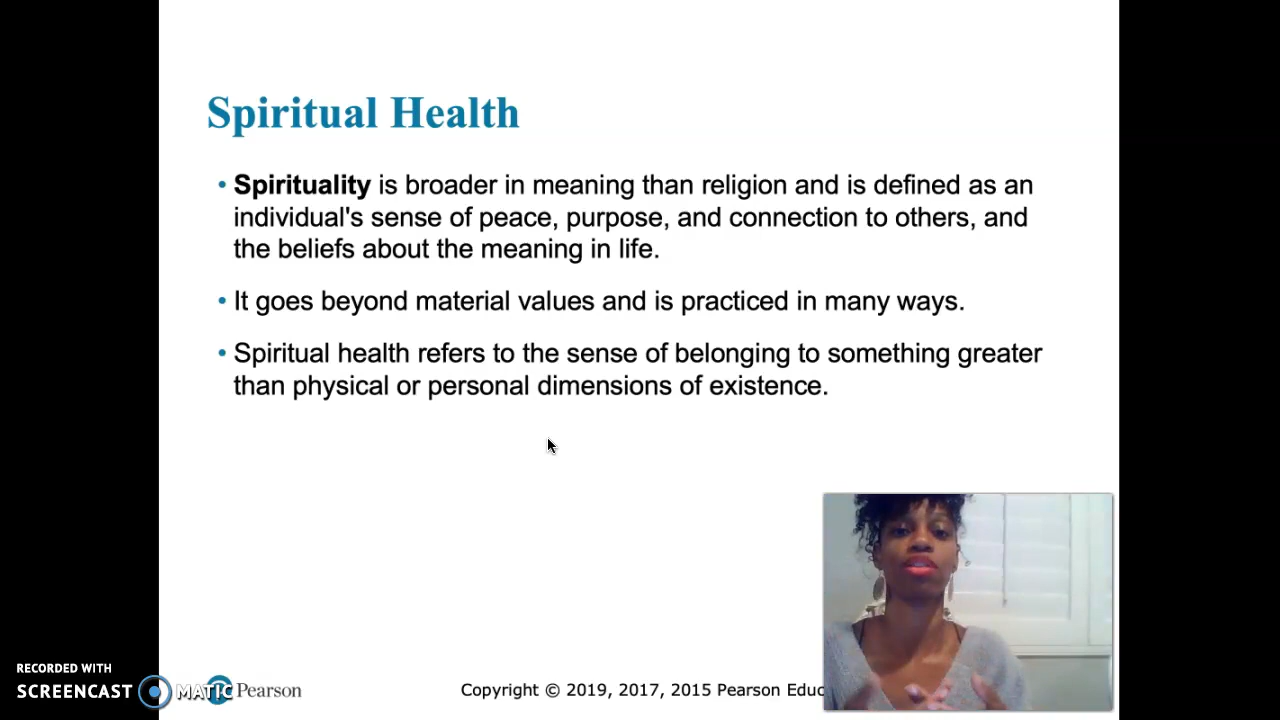 Spiritual Health
• Spirituality is broader in meaning than religion and is defined as an
individual's sense of peace, purpose, and connection to others, and
the beliefs about the meaning in life.
• It goes beyond material values and is practiced in many ways.
• Spiritual health refers to the sense of belonging to something greater
than physical or personal dimensions of existence.
RECORDED WITH
SCREENCAST MATIC
Pearson
Copyright © 2019, 2017, 2015 Pearson Educ